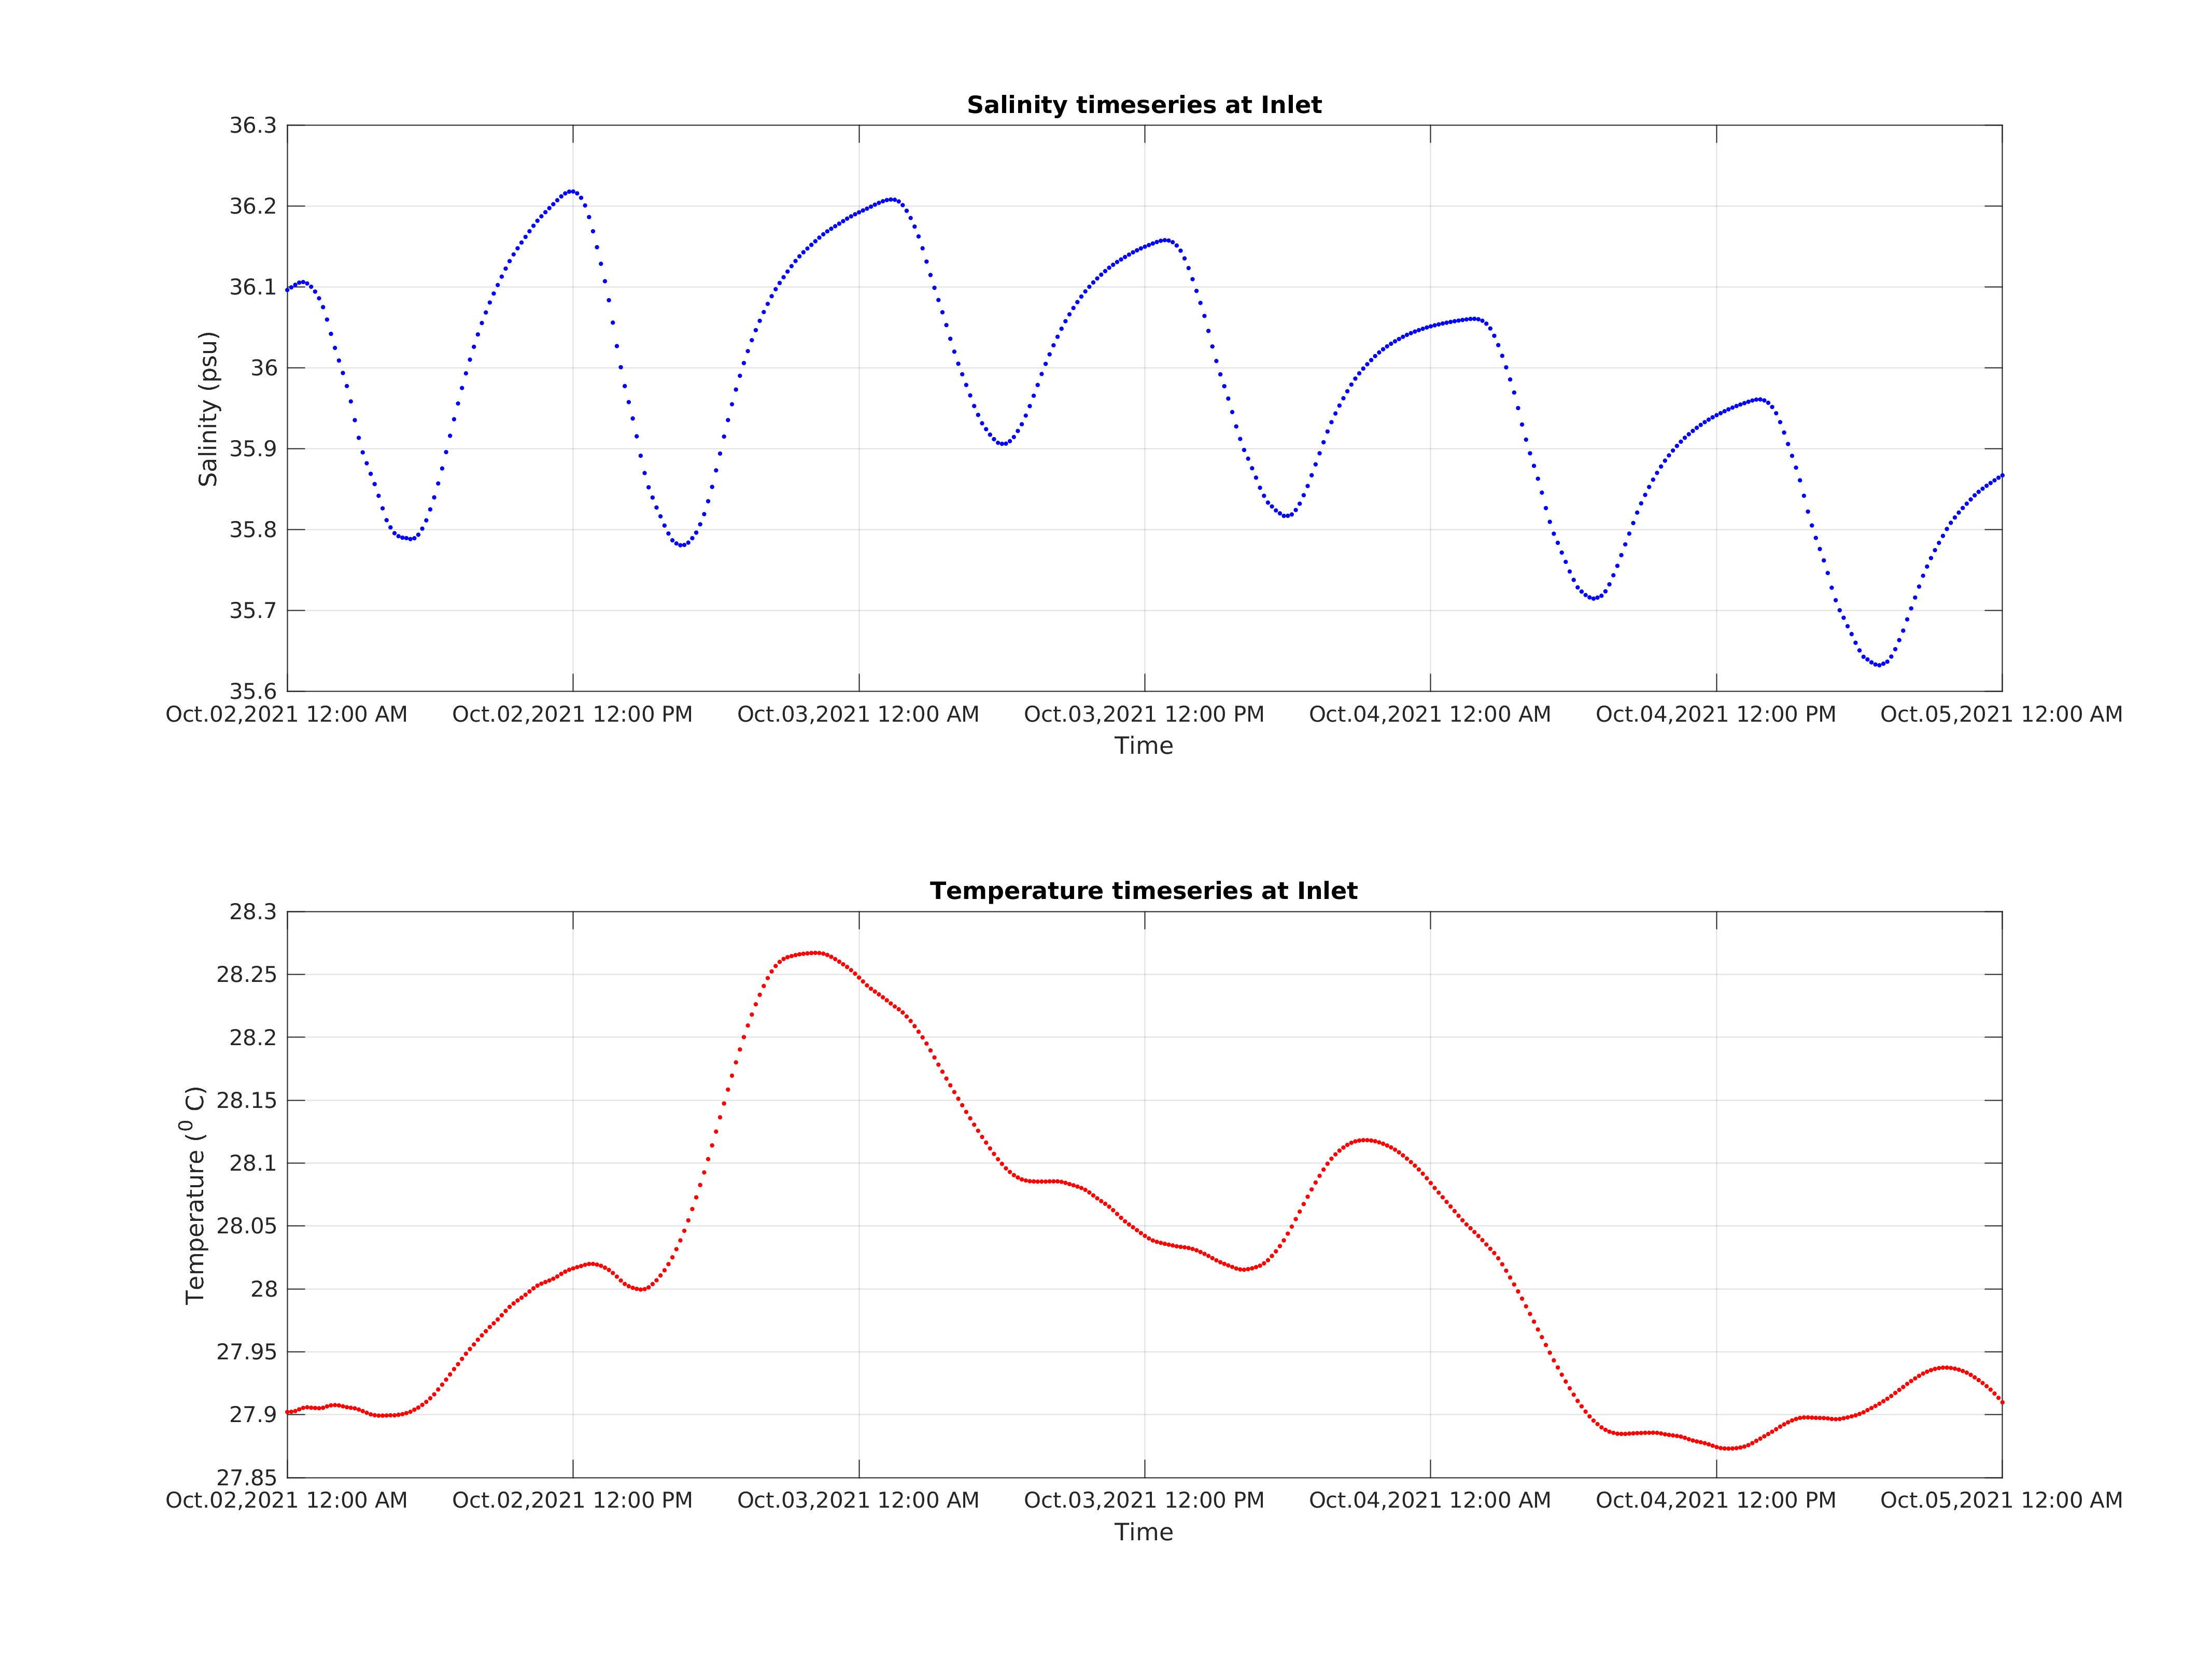 Salinity timeseries at Inlet
36.3
36.2
36.1
36
35.9
35.8
35.7
35.6
Salinity (psu)
Oct.02,2021 12:00 AM Oct.02,2021 12:00 PM Oct.03,2021 12:00 AM Oct.03,2021 12:00 PM Oct.04,2021 12:00 AM Oct.04,2021 12:00 PM Oct.05,2021 12:00 AM
Time
Temperature timeseries at Inlet
28.3
28.25
28.2
28.15
28.1
28.05
28
27.95
27.9
27.85
Temperature (⁰ C)
Oct.02,2021 12:00 AM Oct.02,2021 12:00 PM Oct.03,2021 12:00 AM Oct.03,2021 12:00 PM Oct.04,2021 12:00 AM Oct.04,2021 12:00 PM Oct.05,2021 12:00 AM
Time